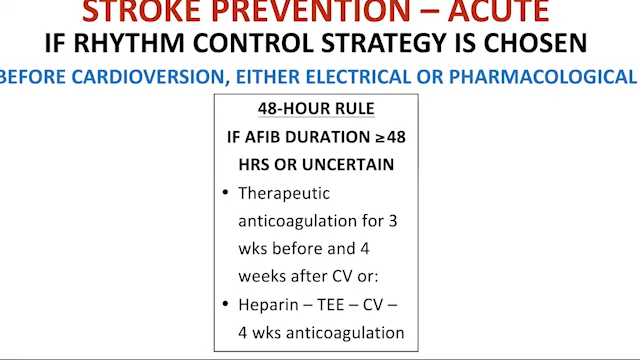 STROKE PREVENTION – ACUTE
IF RHYTHM CONTROL STRATEGY IS CHOSEN
BEFORE CARDIOVERSION, EITHER ELECTRICAL OR PHARMACOLOGICAL
48-HOUR RULE
IF AFIB DURATION ≥48
HRS OR UNCERTAIN
• Therapeutic
anticoagulation for 3
wks before and 4
weeks after CV or:
• Heparin – TEE – CV –
4 wks anticoagulation